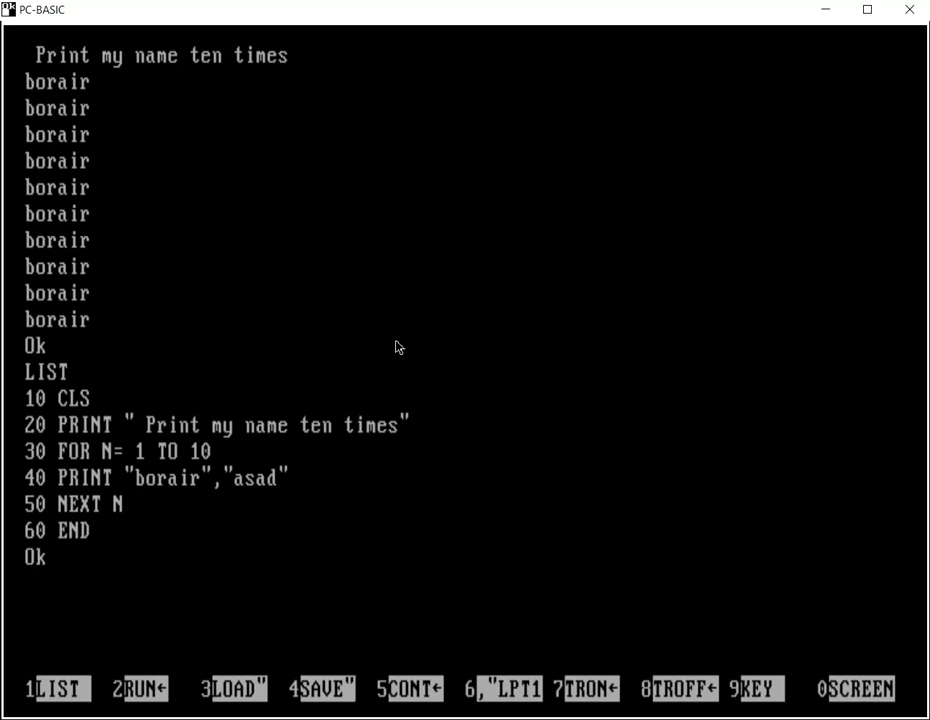 PC-BASIC
Print my name ten times
borair
borair
borair
borair
borair
borair
borair
borair
borair
borair
Ok
LIST
10 CLS
20 PRINT " Print my name ten times"
30 FOR N= 1 TO 10
40 PRINT "borair","asad"
50 NEXT N
60 END
Ok
1LIST 2RUN← 3LOAD" 4SAVE" 5CONT← 6,"LPT1 7TRON← 8TROFF← 9KEY 0SCREEN